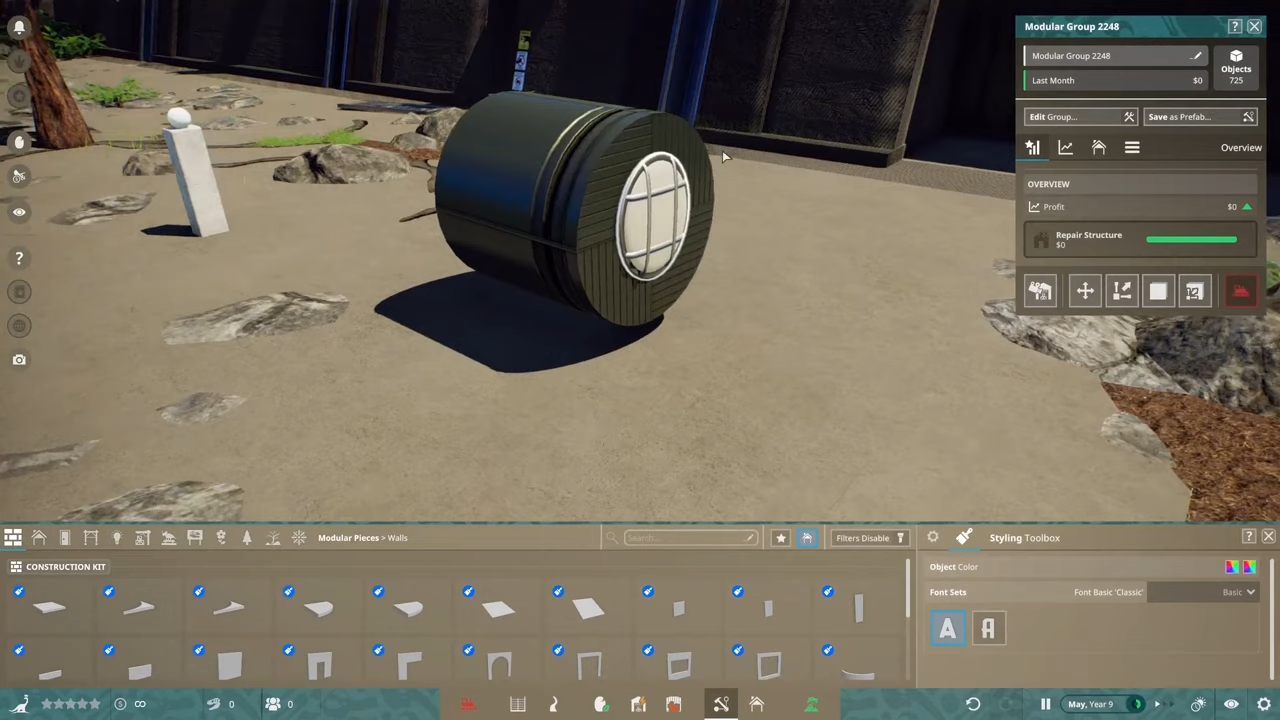 Modular Group 2248
?
Modular Group 2248
Last Month $0
Objects
725
Edit Group...
Save as Prefab...
Overview
OVERVIEW
Profit $0
Repair Structure
$0
?
Modular Pieces > Walls
Search...
Filters Disable
CONSTRUCTION KIT
Styling Toolbox
?
Object Color
Font Sets Font Basic 'Classic' Basic
A Я
∞ 0 0
May, Year 9